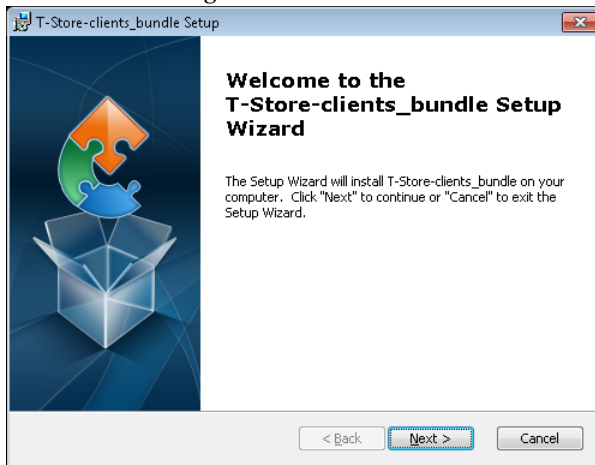 T-Store-clients_bundle Setup
Welcome to the
T-Store-clients_bundle Setup
Wizard
The Setup Wizard will install T-Store-clients_bundle on your
computer. Click "Next" to continue or "Cancel" to exit the
Setup Wizard.
< Back Next > Cancel